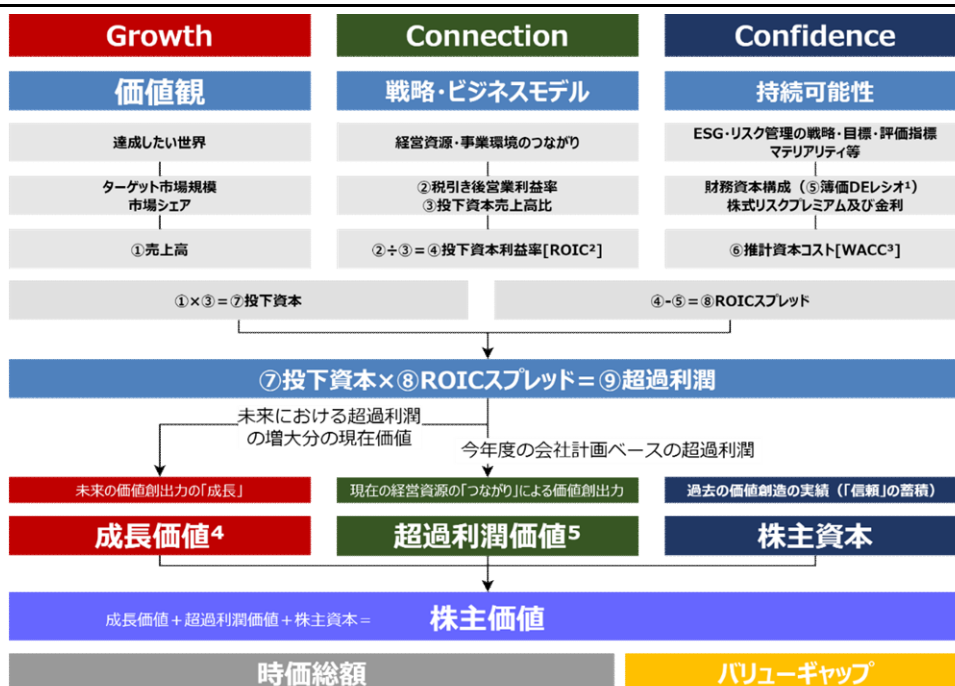 Growth
Connection
Confidence
価値観
戦略・ビジネスモデル
持続可能性
達成したい世界
経営資源・事業環境のつながり
ESG・リスク管理の戦略・目標・評価指標
マテリアリティ等
ターゲット市場規模
市場シェア
②税引き後営業利益率
③投下資本売上高比
財務資本構成（⑤簿価DEレシオ¹）
株式リスクプレミアム及び金利
①売上高
②÷③＝④投下資本利益率[ROIC²]
⑥推計資本コスト[WACC³]
①×③＝⑦投下資本
④-⑤＝⑧ROICスプレッド
⑦投下資本×⑧ROICスプレッド＝⑨超過利潤
未来における超過利潤
の増大分の現在価値
今年度の会社計画ベースの超過利潤
未来の価値創出力の「成長」
現在の経営資源の「つながり」による価値創出力
過去の価値創造の実績（「信頼」の蓄積）
成長価値⁴
超過利潤価値⁵
株主資本
成長価値＋超過利潤価値＋株主資本＝
株主価値
時価総額
バリューギャップ